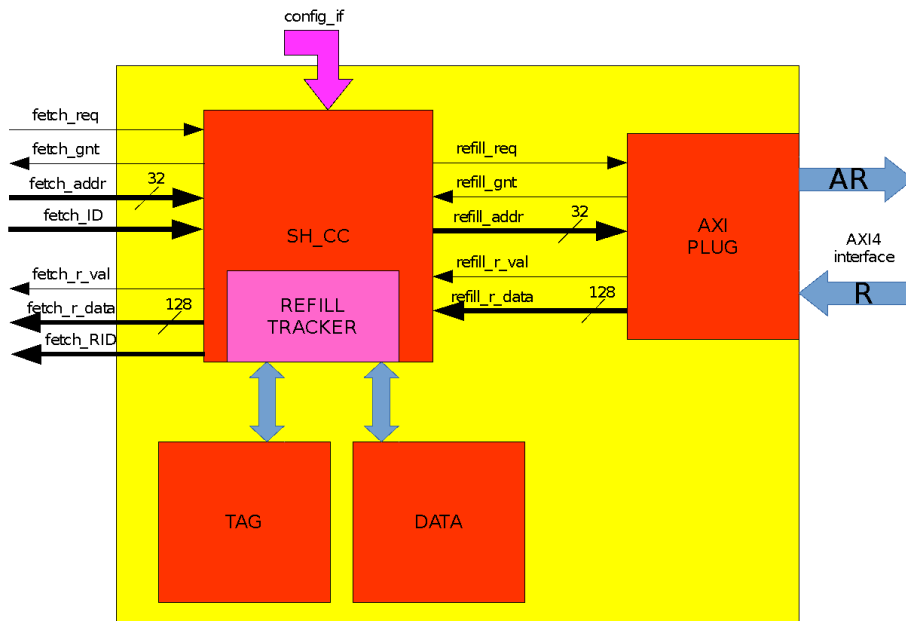 config_if
fetch_req
fetch_gnt
fetch_addr
32
fetch_ID
fetch_r_val
fetch_r_data
128
fetch_RID
SH_CC
REFILL
TRACKER
refill_req
refill_gnt
refill_addr
32
refill_r_val
refill_r_data
128
AXI
PLUG
AR
AXI4
interface
R
TAG
DATA